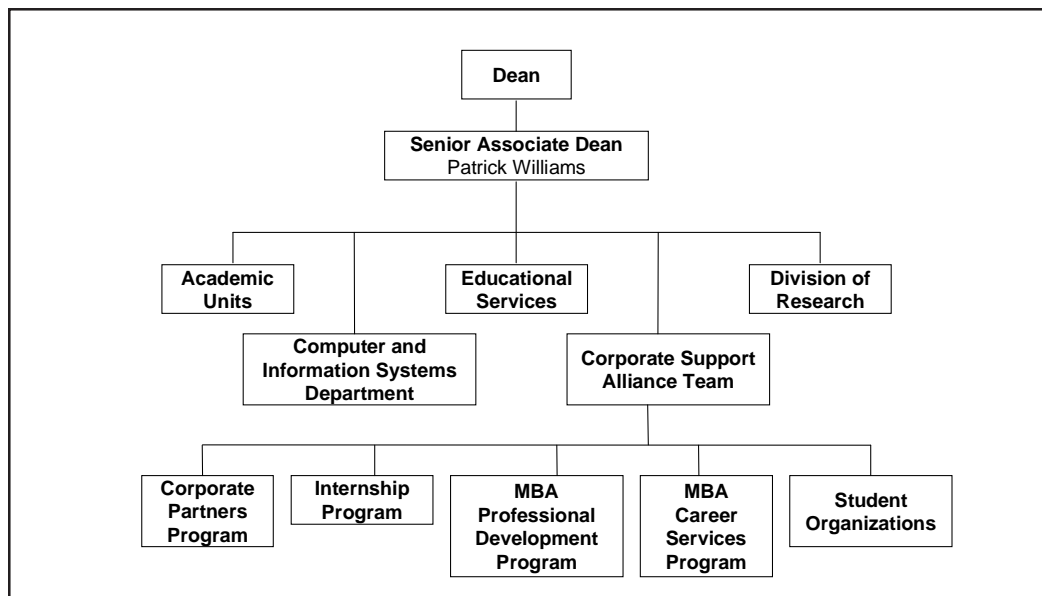 Dean
Senior Associate Dean
Patrick Williams
Academic
Units
Educational
Services
Division of
Research
Computer and
Information Systems
Department
Corporate Support
Alliance Team
Corporate
Partners
Program
Internship
Program
MBA
Professional
Development
Program
MBA
Career
Services
Program
Student
Organizations